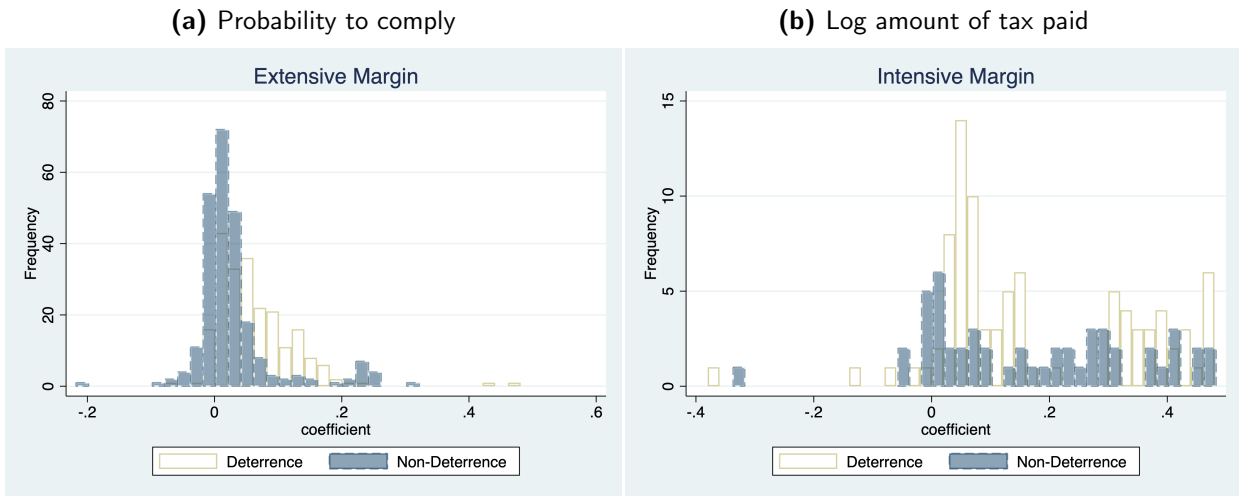 (a) Probability to comply
Extensive Margin
80
60
40
20
0
Frequency
-.2 0 .2 .4 .6
coefficient
Deterrence Non-Deterrence
(b) Log amount of tax paid
Intensive Margin
15
10
5
0
Frequency
-.4 -.2 0 .2 .4
coefficient
Deterrence Non-Deterrence